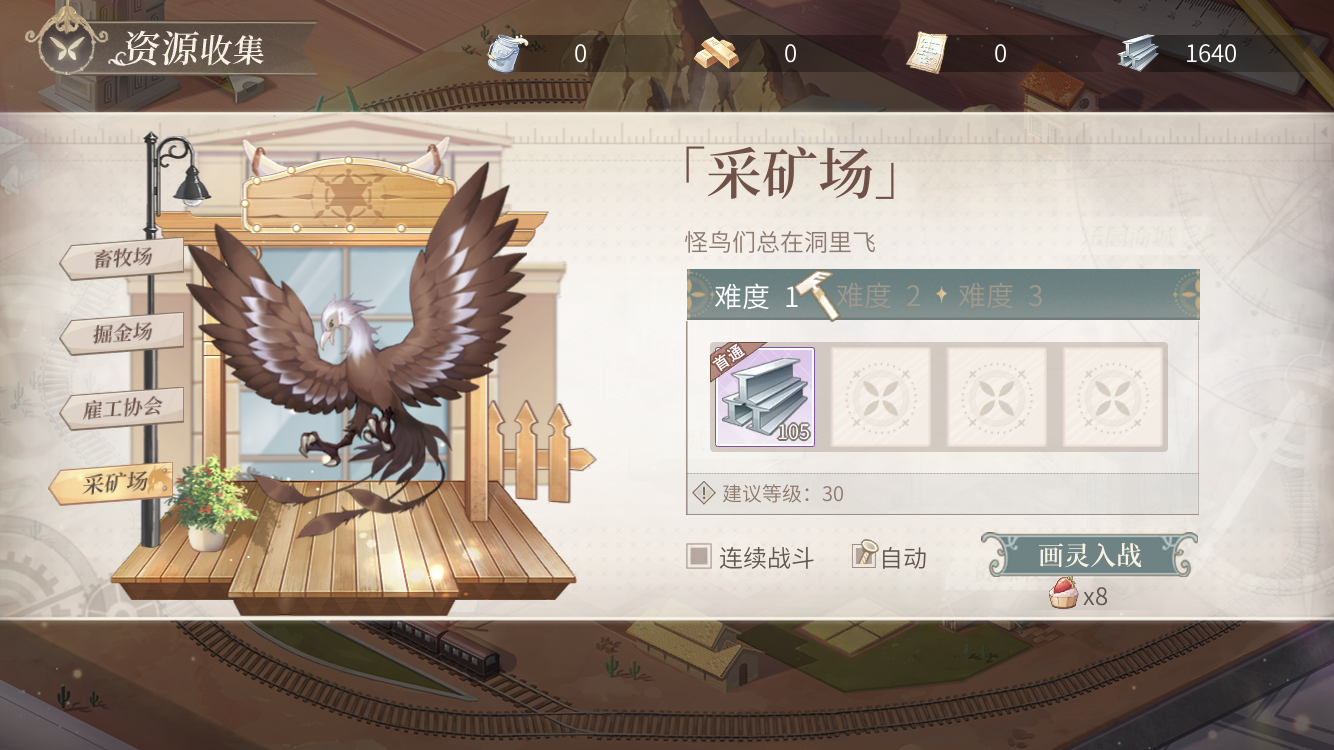 资源收集
0
0
0
1640
「采矿场」
怪鸟们总在洞里飞
畜牧场
掘金场
雇工协会
采矿场
难度 1 难度 2 难度 3
首通
105
建议等级：30
连续战斗
自动
画灵入战
x8